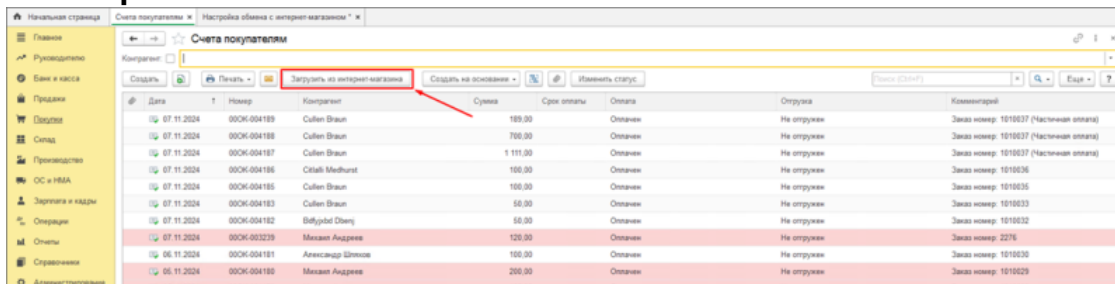 Начальная страница Счета покупателям × Настройка обмена с интернет-магазином * ×
Главное Счета покупателям
Руководителю Контрагент:
Банк и касса Создать Печать Загрузить из интернет-магазина Создать на основании Изменить статус Поиск (Ctrl+F) × Еще ?
Продажи Дата ↑ Номер Контрагент Сумма Срок оплаты Оплата Отгрузка Комментарий
Покупки 07.11.2024 00ОК-004189 Cullen Braun 189,00 Оплачен Не отгружен Заказ номер: 1010037 (Частичная оплата)
Склад 07.11.2024 00ОК-004188 Cullen Braun 700,00 Оплачен Не отгружен Заказ номер: 1010037 (Частичная оплата)
Производство 07.11.2024 00ОК-004187 Cullen Braun 1 111,00 Оплачен Не отгружен Заказ номер: 1010037 (Частичная оплата)
ОС и НМА 07.11.2024 00ОК-004186 Citlalli Medhurst 100,00 Оплачен Не отгружен Заказ номер: 1010036
Зарплата и кадры 07.11.2024 00ОК-004185 Cullen Braun 100,00 Оплачен Не отгружен Заказ номер: 1010035
07.11.2024 00ОК-004183 Cullen Braun 50,00 Оплачен Не отгружен Заказ номер: 1010033
Операции 07.11.2024 00ОК-004182 50,00 Оплачен Не отгружен Заказ номер: 1010032
Отчеты 07.11.2024 00ОК-003239 Михаил Андреев 120,00 Оплачен Не отгружен Заказ номер: 2276
Справочники 06.11.2024 00ОК-004181 Александр Шляхов 100,00 Оплачен Не отгружен Заказ номер: 1010030
Администрирование 06.11.2024 00ОК-004180 Михаил Андреев 200,00 Оплачен Не отгружен Заказ номер: 1010029